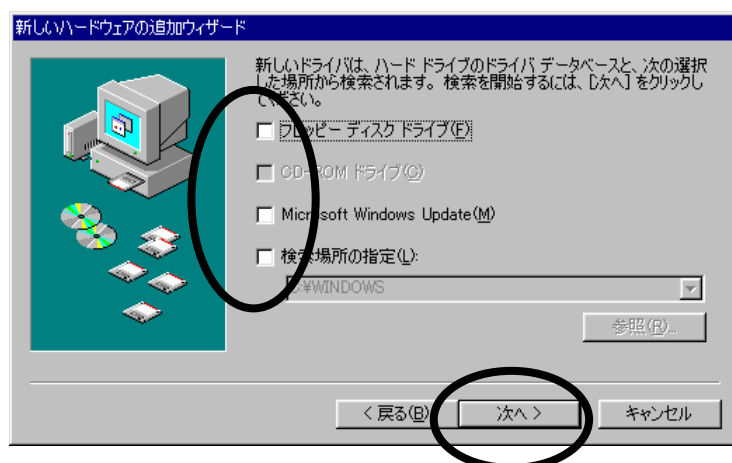 新しいハードウェアの追加ウィザード
新しいドライバは、ハード ドライブのドライバ データベースと、次の選択
した場所から検索されます。検索を開始するには、[次へ] をクリックし
てください。
フロッピー ディスク ドライブ(F)
CD-ROM ドライブ(C)
Microsoft Windows Update(M)
検索場所の指定(L):
C:¥WINDOWS
参照(R)...
< 戻る(B)
次へ >
キャンセル